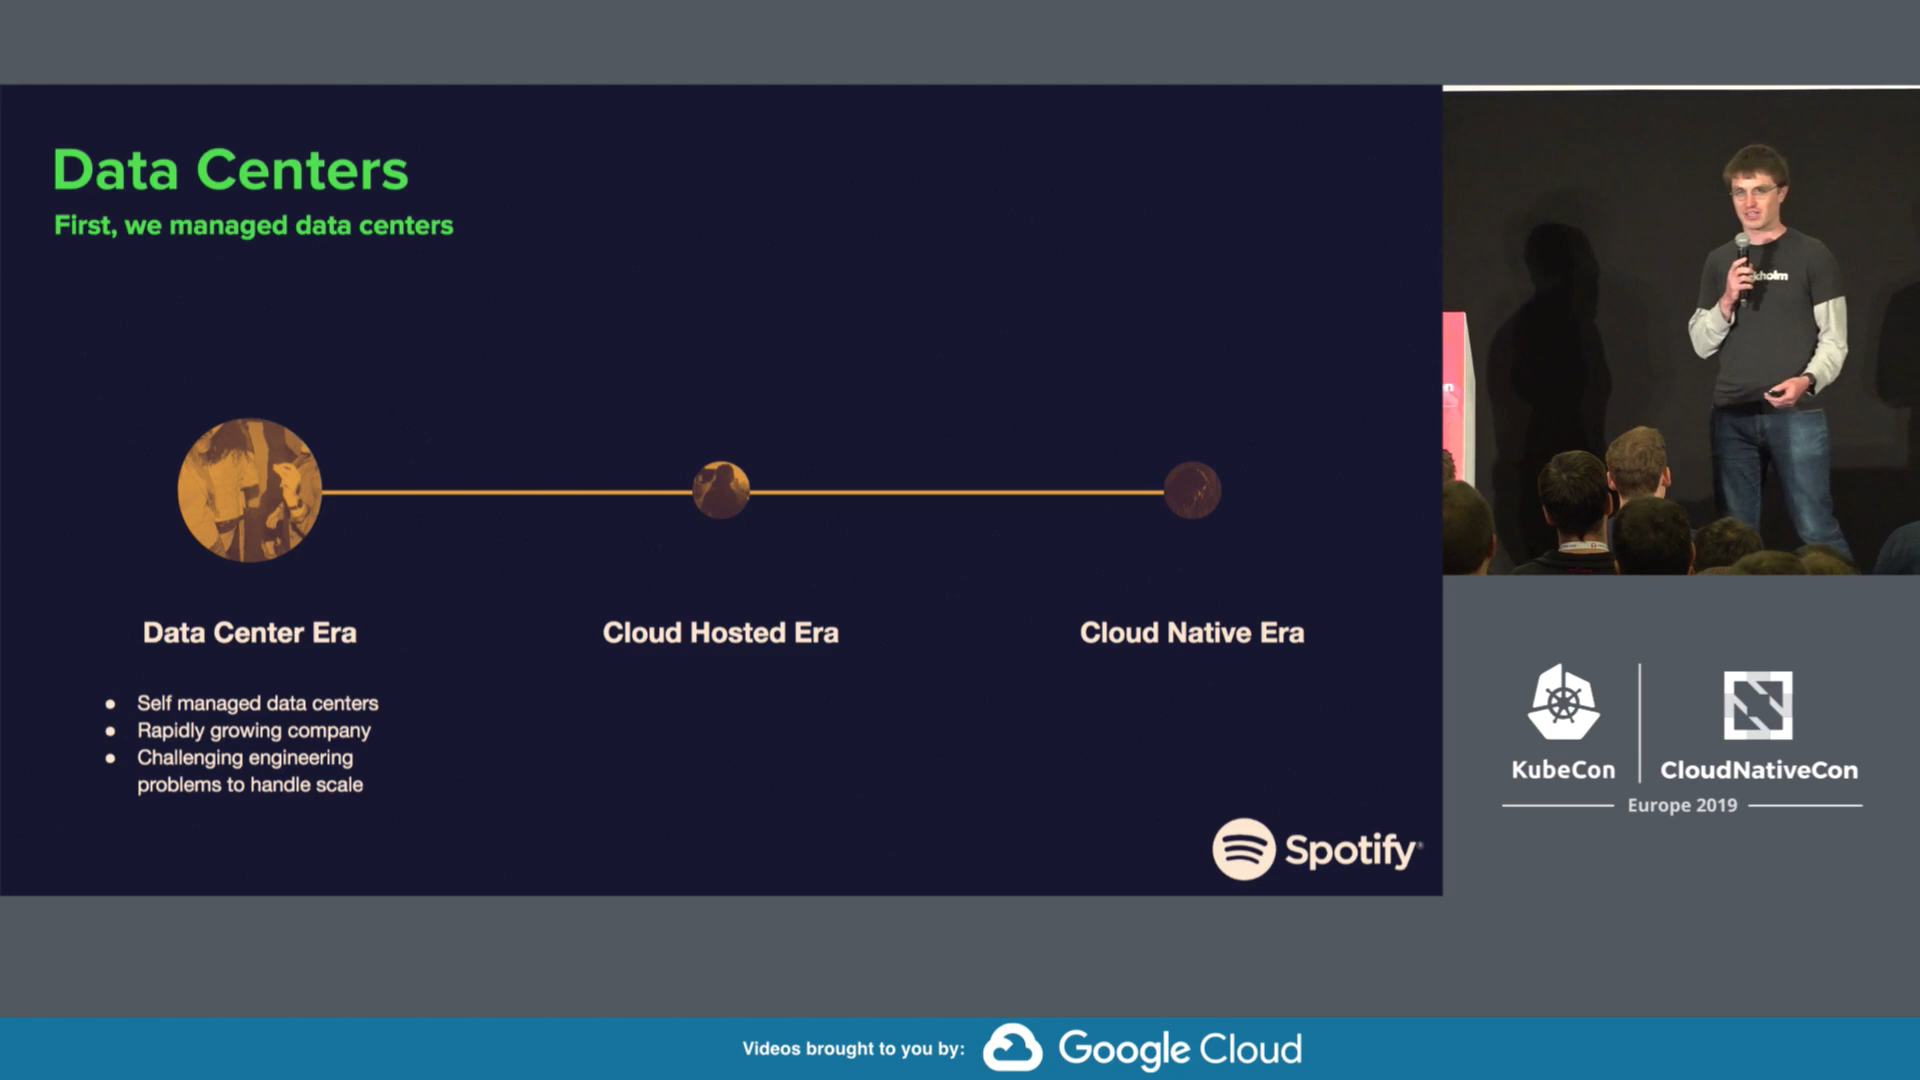 Data Centers
First, we managed data centers
Data Center Era
Cloud Hosted Era
Cloud Native Era
● Self managed data centers
● Rapidly growing company
● Challenging engineering
problems to handle scale
Spotify®
kholm
n
KubeCon
CloudNativeCon
Europe 2019
Videos brought to you by:
Google Cloud